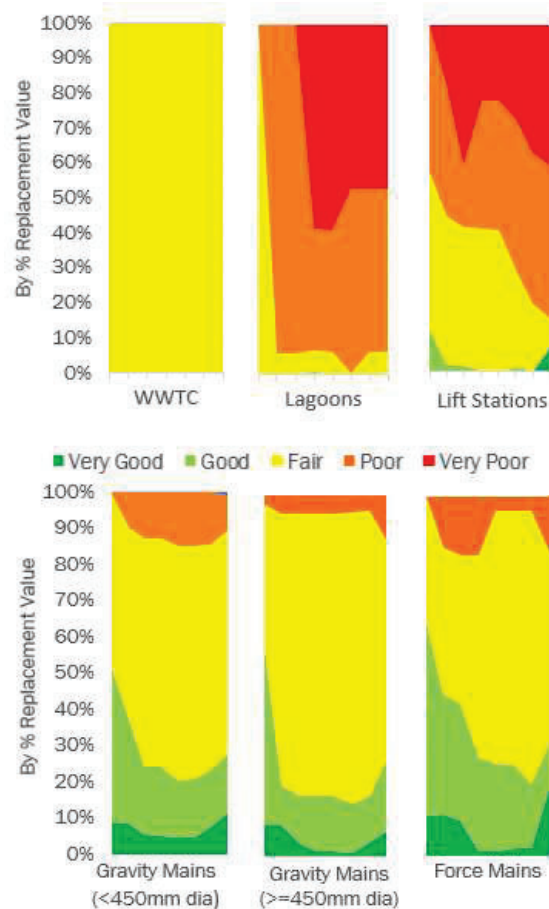 100%
90%
80%
70%
60%
50%
40%
30%
20%
10%
0%
By % Replacement Value
WWTC
Lagoons
Lift Stations
Very Good Good Fair Poor Very Poor
100%
90%
80%
70%
60%
50%
40%
30%
20%
10%
0%
By % Replacement Value
Gravity Mains
(<450mm dia)
Gravity Mains
(>=450mm dia)
Force Mains